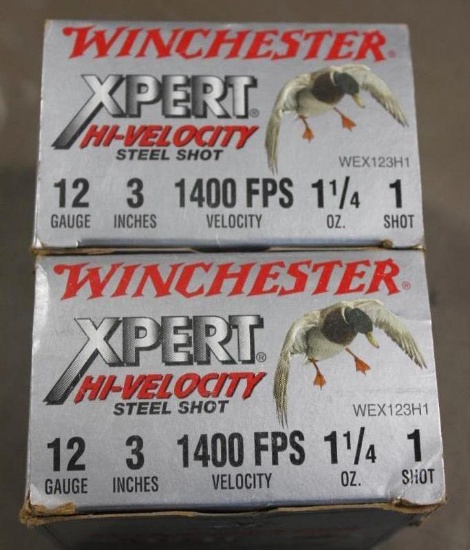 WINCHESTER®
XPERT®
HI-VELOCITY
STEEL SHOT
WEX123H1
12 3 1400 FPS 1 1/4 1
GAUGE INCHES VELOCITY OZ. SHOT
WINCHESTER®
XPERT®
HI-VELOCITY
STEEL SHOT
WEX123H1
12 3 1400 FPS 1 1/4 1
GAUGE INCHES VELOCITY OZ. SHOT